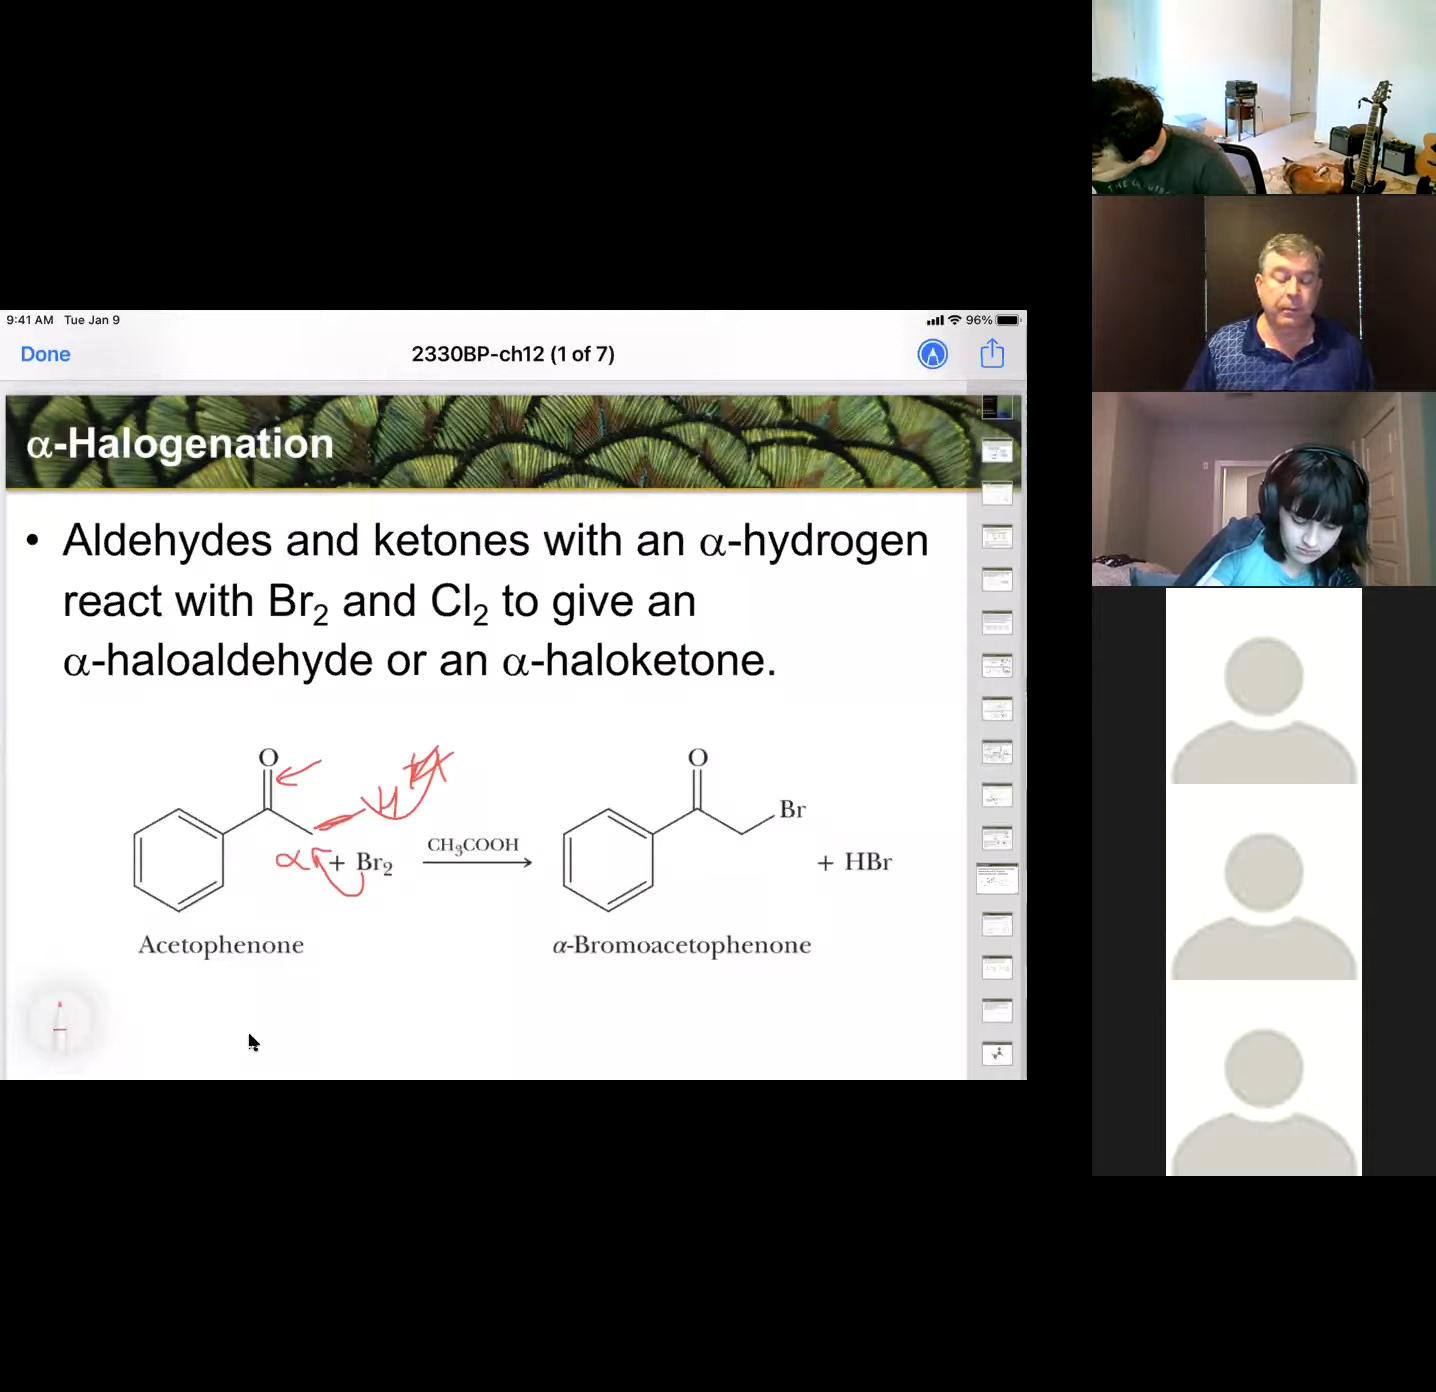 9:41 AM Tue Jan 9
96%
Done
2330BP-ch12 (1 of 7)
α-Halogenation
• Aldehydes and ketones with an α-hydrogen
react with Br₂ and Cl₂ to give an
α-haloaldehyde or an α-haloketone.
O
O
H
Br
CH₃COOH
α
+ Br₂
+ HBr
Acetophenone
α-Bromoacetophenone